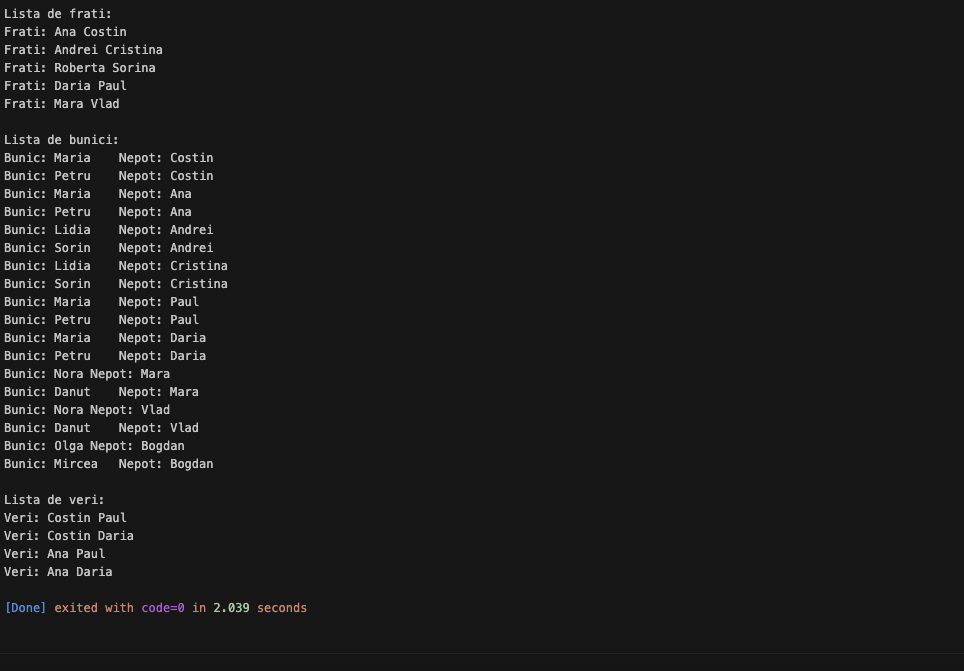 Lista de frati:
Frati: Ana Costin
Frati: Andrei Cristina
Frati: Roberta Sorina
Frati: Daria Paul
Frati: Mara Vlad

Lista de bunici:
Bunic: Maria    Nepot: Costin
Bunic: Petru    Nepot: Costin
Bunic: Maria    Nepot: Ana
Bunic: Petru    Nepot: Ana
Bunic: Lidia    Nepot: Andrei
Bunic: Sorin    Nepot: Andrei
Bunic: Lidia    Nepot: Cristina
Bunic: Sorin    Nepot: Cristina
Bunic: Maria    Nepot: Paul
Bunic: Petru    Nepot: Paul
Bunic: Maria    Nepot: Daria
Bunic: Petru    Nepot: Daria
Bunic: Nora Nepot: Mara
Bunic: Danut    Nepot: Mara
Bunic: Nora Nepot: Vlad
Bunic: Danut    Nepot: Vlad
Bunic: Olga Nepot: Bogdan
Bunic: Mircea   Nepot: Bogdan

Lista de veri:
Veri: Costin Paul
Veri: Costin Daria
Veri: Ana Paul
Veri: Ana Daria

[Done] exited with code=0 in 2.039 seconds